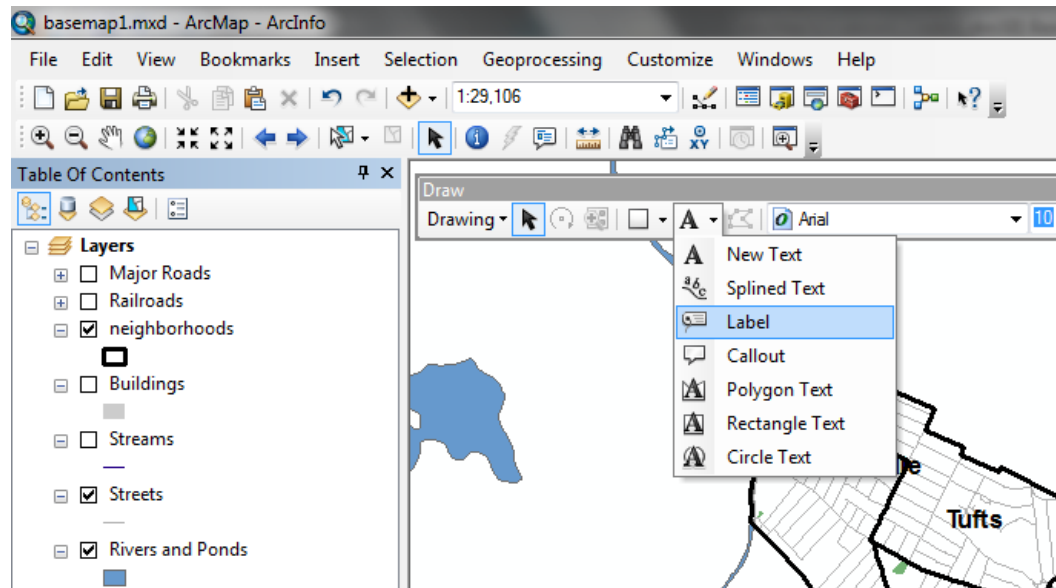 basemap1.mxd - ArcMap - ArcInfo
File Edit View Bookmarks Insert Selection Geoprocessing Customize Windows Help
1:29,106
Table Of Contents
Draw
Drawing A Arial 10
Layers
Major Roads
Railroads
neighborhoods
Buildings
Streams
Streets
Rivers and Ponds
A New Text
Splined Text
Label
Callout
Polygon Text
Rectangle Text
Circle Text
Tufts